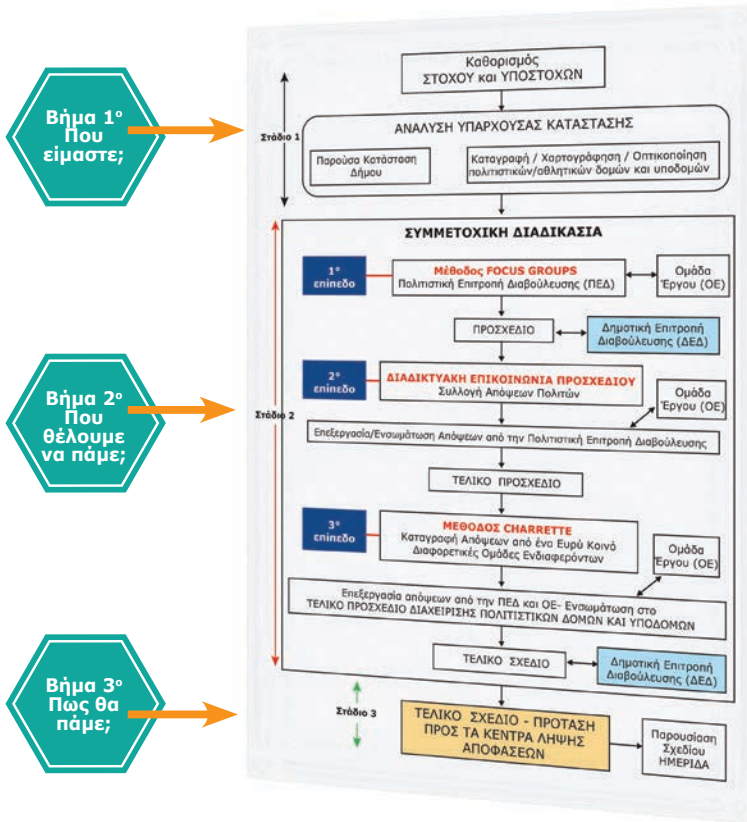 Βήμα 1º
Που
είμαστε;
Καθορισμός
ΣΤΟΧΟΥ και ΥΠΟΣΤΟΧΩΝ
Στάδιο 1
ΑΝΑΛΥΣΗ ΥΠΑΡΧΟΥΣΑΣ ΚΑΤΑΣΤΑΣΗΣ
Παρούσα Κατάσταση
Δήμου
Καταγραφή / Χαρτογράφηση / Οπτικοποίηση
πολιτιστικών/αθλητικών δομών και υποδομών
Βήμα 2º
Που
θέλουμε
να πάμε;
Στάδιο 2
ΣΥΜΜΕΤΟΧΙΚΗ ΔΙΑΔΙΚΑΣΙΑ
1º
επίπεδο
Μέθοδος FOCUS GROUPS
Πολιτιστική Επιτροπή Διαβούλευσης (ΠΕΔ)
Ομάδα
Έργου (ΟΕ)
ΠΡΟΣΧΕΔΙΟ
Δημοτική Επιτροπή
Διαβούλευσης (ΔΕΔ)
2º
επίπεδο
ΔΙΑΔΙΚΤΥΑΚΗ ΕΠΙΚΟΙΝΩΝΙΑ ΠΡΟΣΧΕΔΙΟΥ
Συλλογή Απόψεων Πολιτών
Ομάδα
Έργου (ΟΕ)
Επεξεργασία/Ενσωμάτωση Απόψεων από την Πολιτιστική Επιτροπή Διαβούλευσης
ΤΕΛΙΚΟ ΠΡΟΣΧΕΔΙΟ
3º
επίπεδο
ΜΕΘΟΔΟΣ CHARRETTE
Καταγραφή Απόψεων από ένα Ευρύ Κοινό
Διαφορετικές Ομάδες Ενδιαφερόντων
Ομάδα
Έργου (ΟΕ)
Επεξεργασία απόψεων από την ΠΕΔ και ΟΕ- Ενσωμάτωση στο
ΤΕΛΙΚΟ ΠΡΟΣΧΕΔΙΟ ΔΙΑΧΕΙΡΙΣΗΣ ΠΟΛΙΤΙΣΤΙΚΩΝ ΔΟΜΩΝ ΚΑΙ ΥΠΟΔΟΜΩΝ
ΤΕΛΙΚΟ ΣΧΕΔΙΟ
Δημοτική Επιτροπή
Διαβούλευσης (ΔΕΔ)
Βήμα 3º
Πως θα
πάμε;
Στάδιο 3
ΤΕΛΙΚΟ ΣΧΕΔΙΟ - ΠΡΟΤΑΣΗ
ΠΡΟΣ ΤΑ ΚΕΝΤΡΑ ΛΗΨΗΣ
ΑΠΟΦΑΣΕΩΝ
Παρουσίαση
Σχεδίου
ΗΜΕΡΙΔΑ